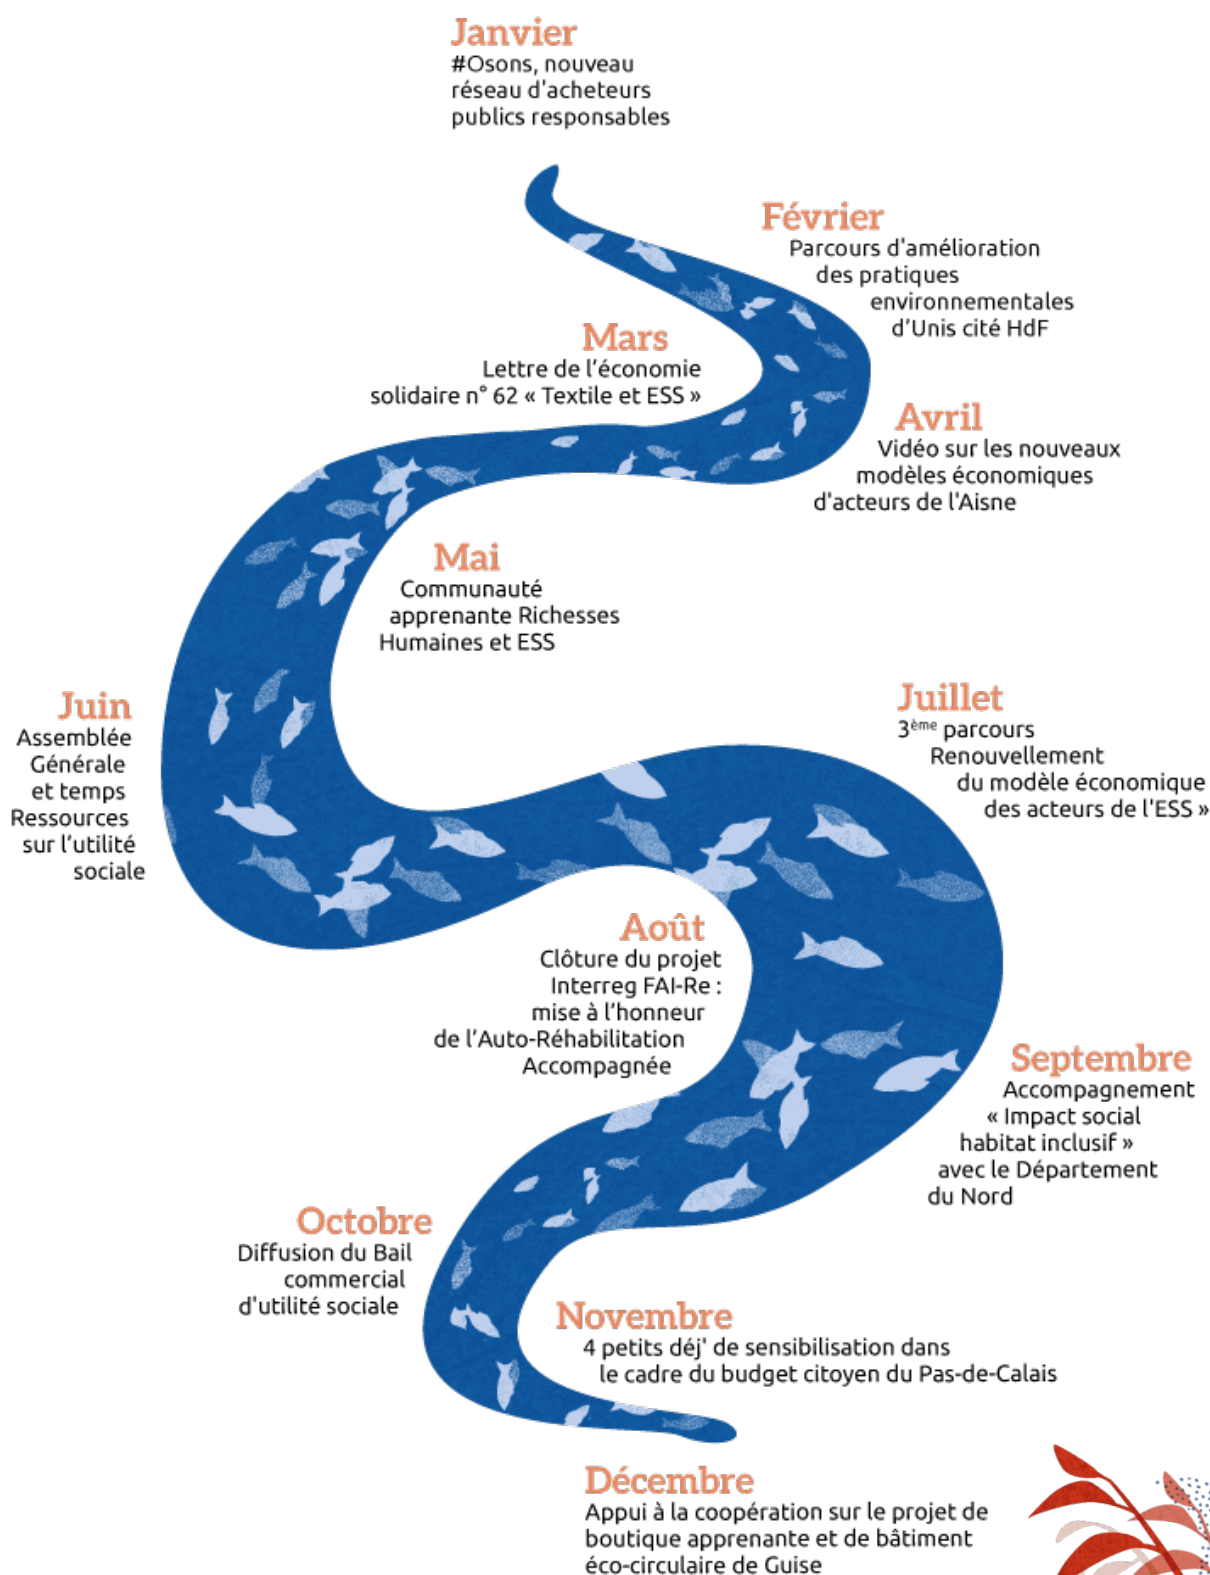 Janvier
#Osons, nouveau
réseau d'acheteurs
publics responsables
Février
Parcours d'amélioration
des pratiques
environnementales
d’Unis cité HdF
Mars
Lettre de l’économie
solidaire n° 62 « Textile et ESS »
Avril
Vidéo sur les nouveaux
modèles économiques
d'acteurs de l'Aisne
Mai
Communauté
apprenante Richesses
Humaines et ESS
Juin
Assemblée
Générale
et temps
Ressources
sur l’utilité
sociale
Juillet
3ème parcours
Renouvellement
du modèle économique
des acteurs de l'ESS »
Août
Clôture du projet
Interreg FAI-Re :
mise à l’honneur
de l’Auto-Réhabilitation
Accompagnée
Septembre
Accompagnement
« Impact social
habitat inclusif »
avec le Département
du Nord
Octobre
Diffusion du Bail
commercial
d'utilité sociale
Novembre
4 petits déj' de sensibilisation dans
le cadre du budget citoyen du Pas-de-Calais
Décembre
Appui à la coopération sur le projet de
boutique apprenante et de bâtiment
éco-circulaire de Guise